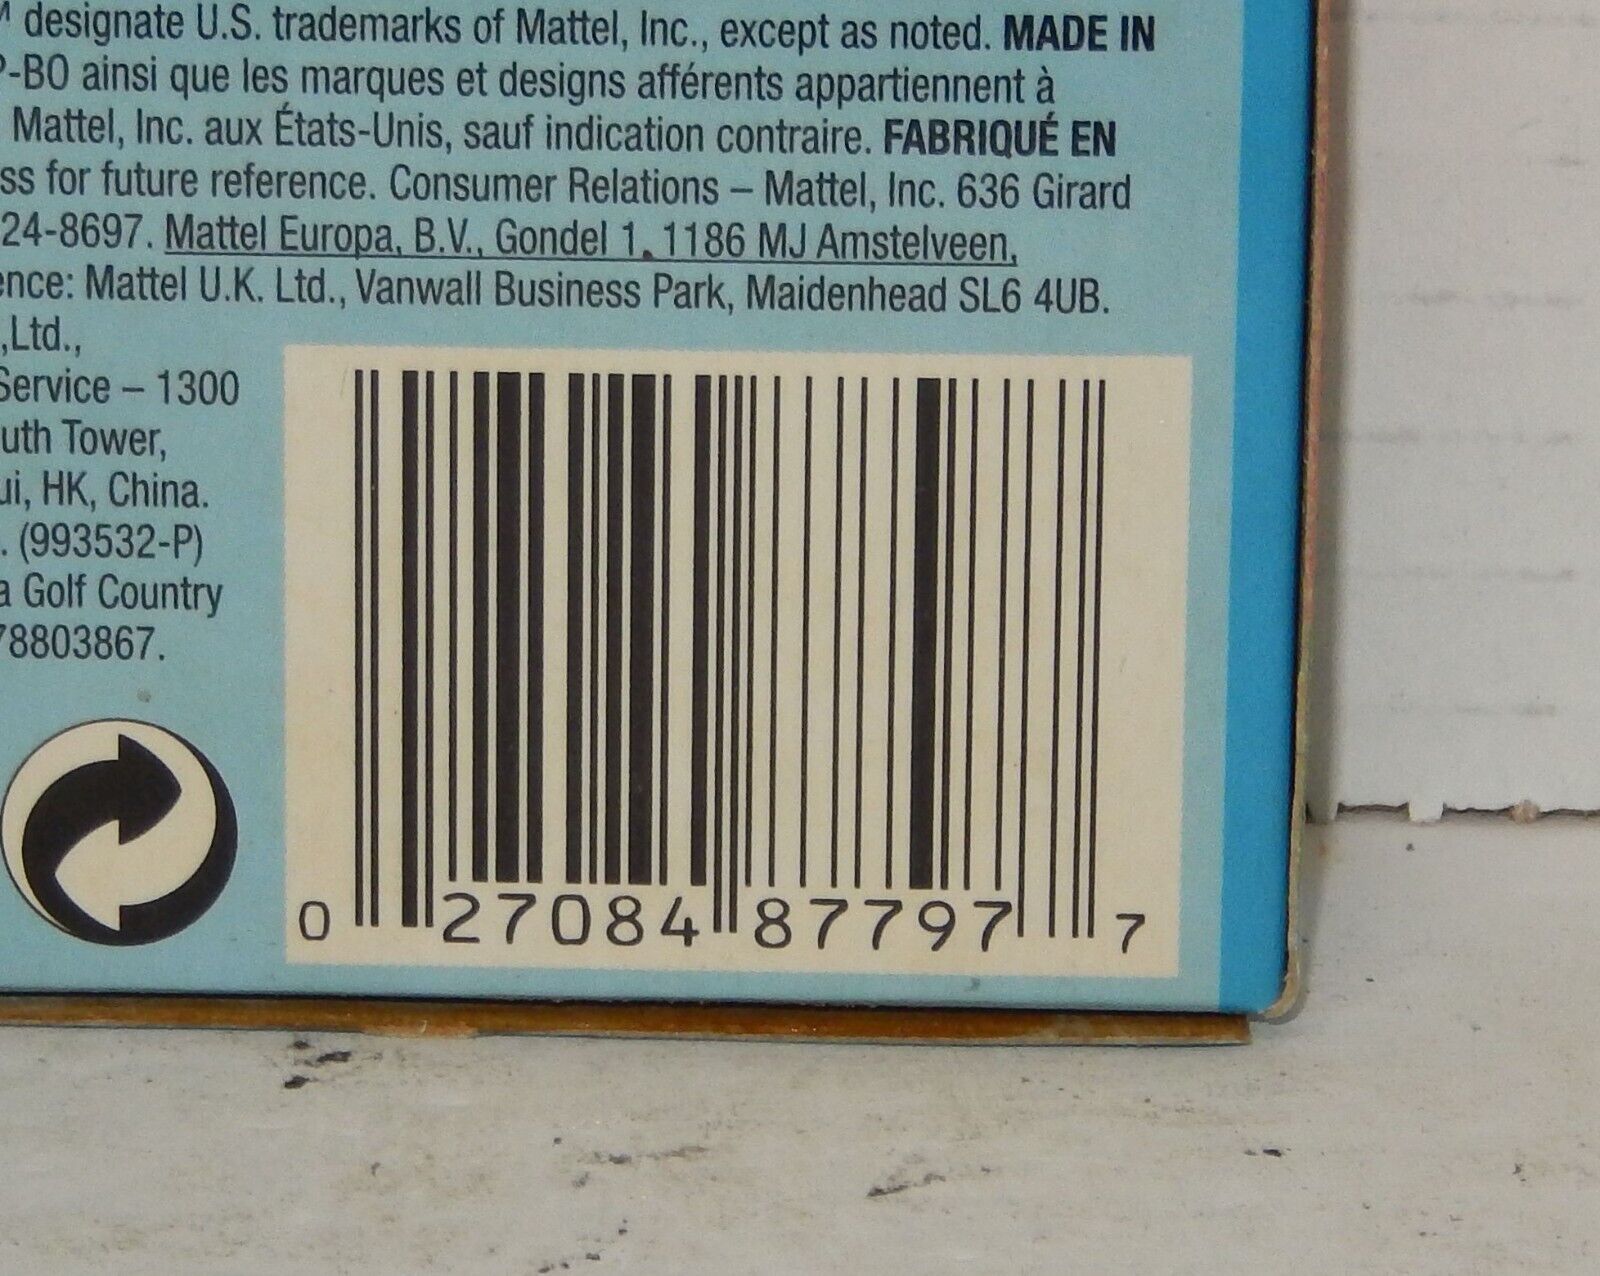 designate U.S. trademarks of Mattel, Inc., except as noted. MADE IN
P-BO ainsi que les marques et designs afférents appartiennent à
Mattel, Inc. aux États-Unis, sauf indication contraire. FABRIQUÉ EN
ss for future reference. Consumer Relations – Mattel, Inc. 636 Girard
24-8697. Mattel Europa, B.V., Gondel 1, 1186 MJ Amstelveen,
ence: Mattel U.K. Ltd., Vanwall Business Park, Maidenhead SL6 4UB.
,Ltd.,
Service – 1300
uth Tower,
ui, HK, China.
. (993532-P)
a Golf Country
78803867.
0 27084 87797 7